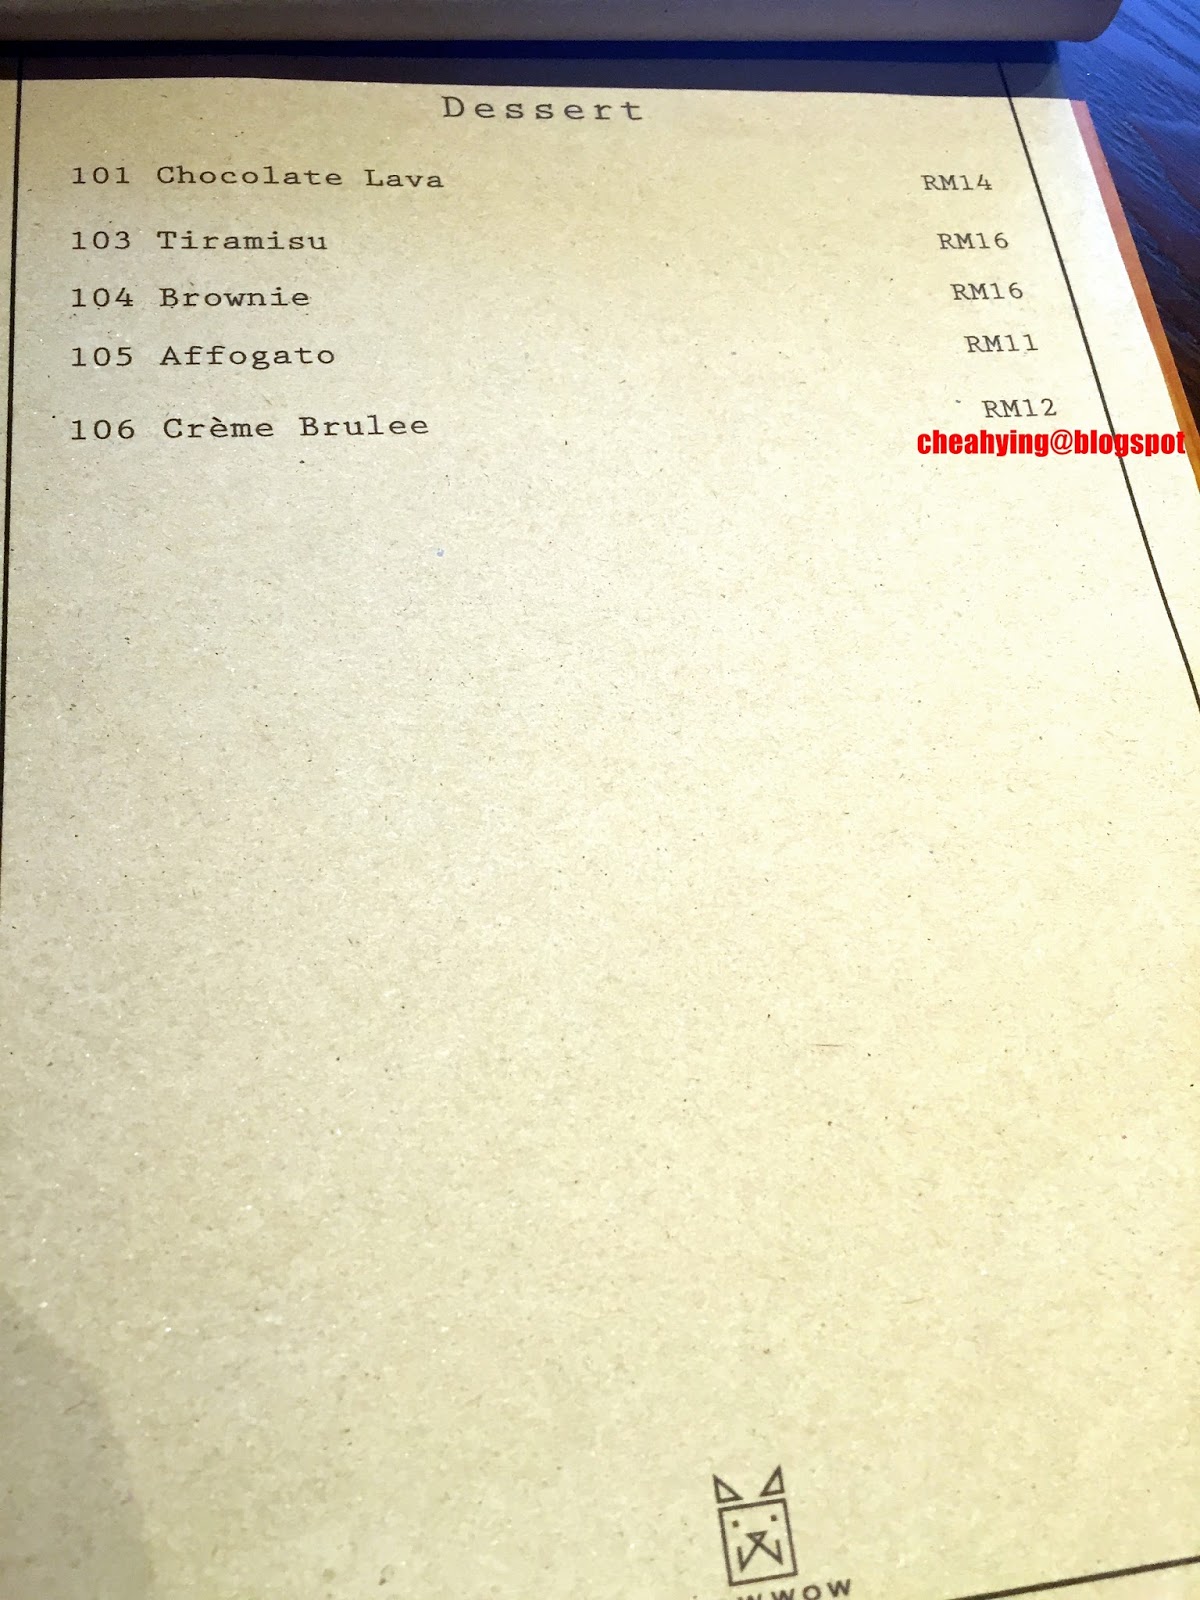 Dessert
101 Chocolate Lava RM14
103 Tiramisu RM16
104 Brownie RM16
105 Affogato RM11
106 Crème Brulee RM12
cheahying@blogspot